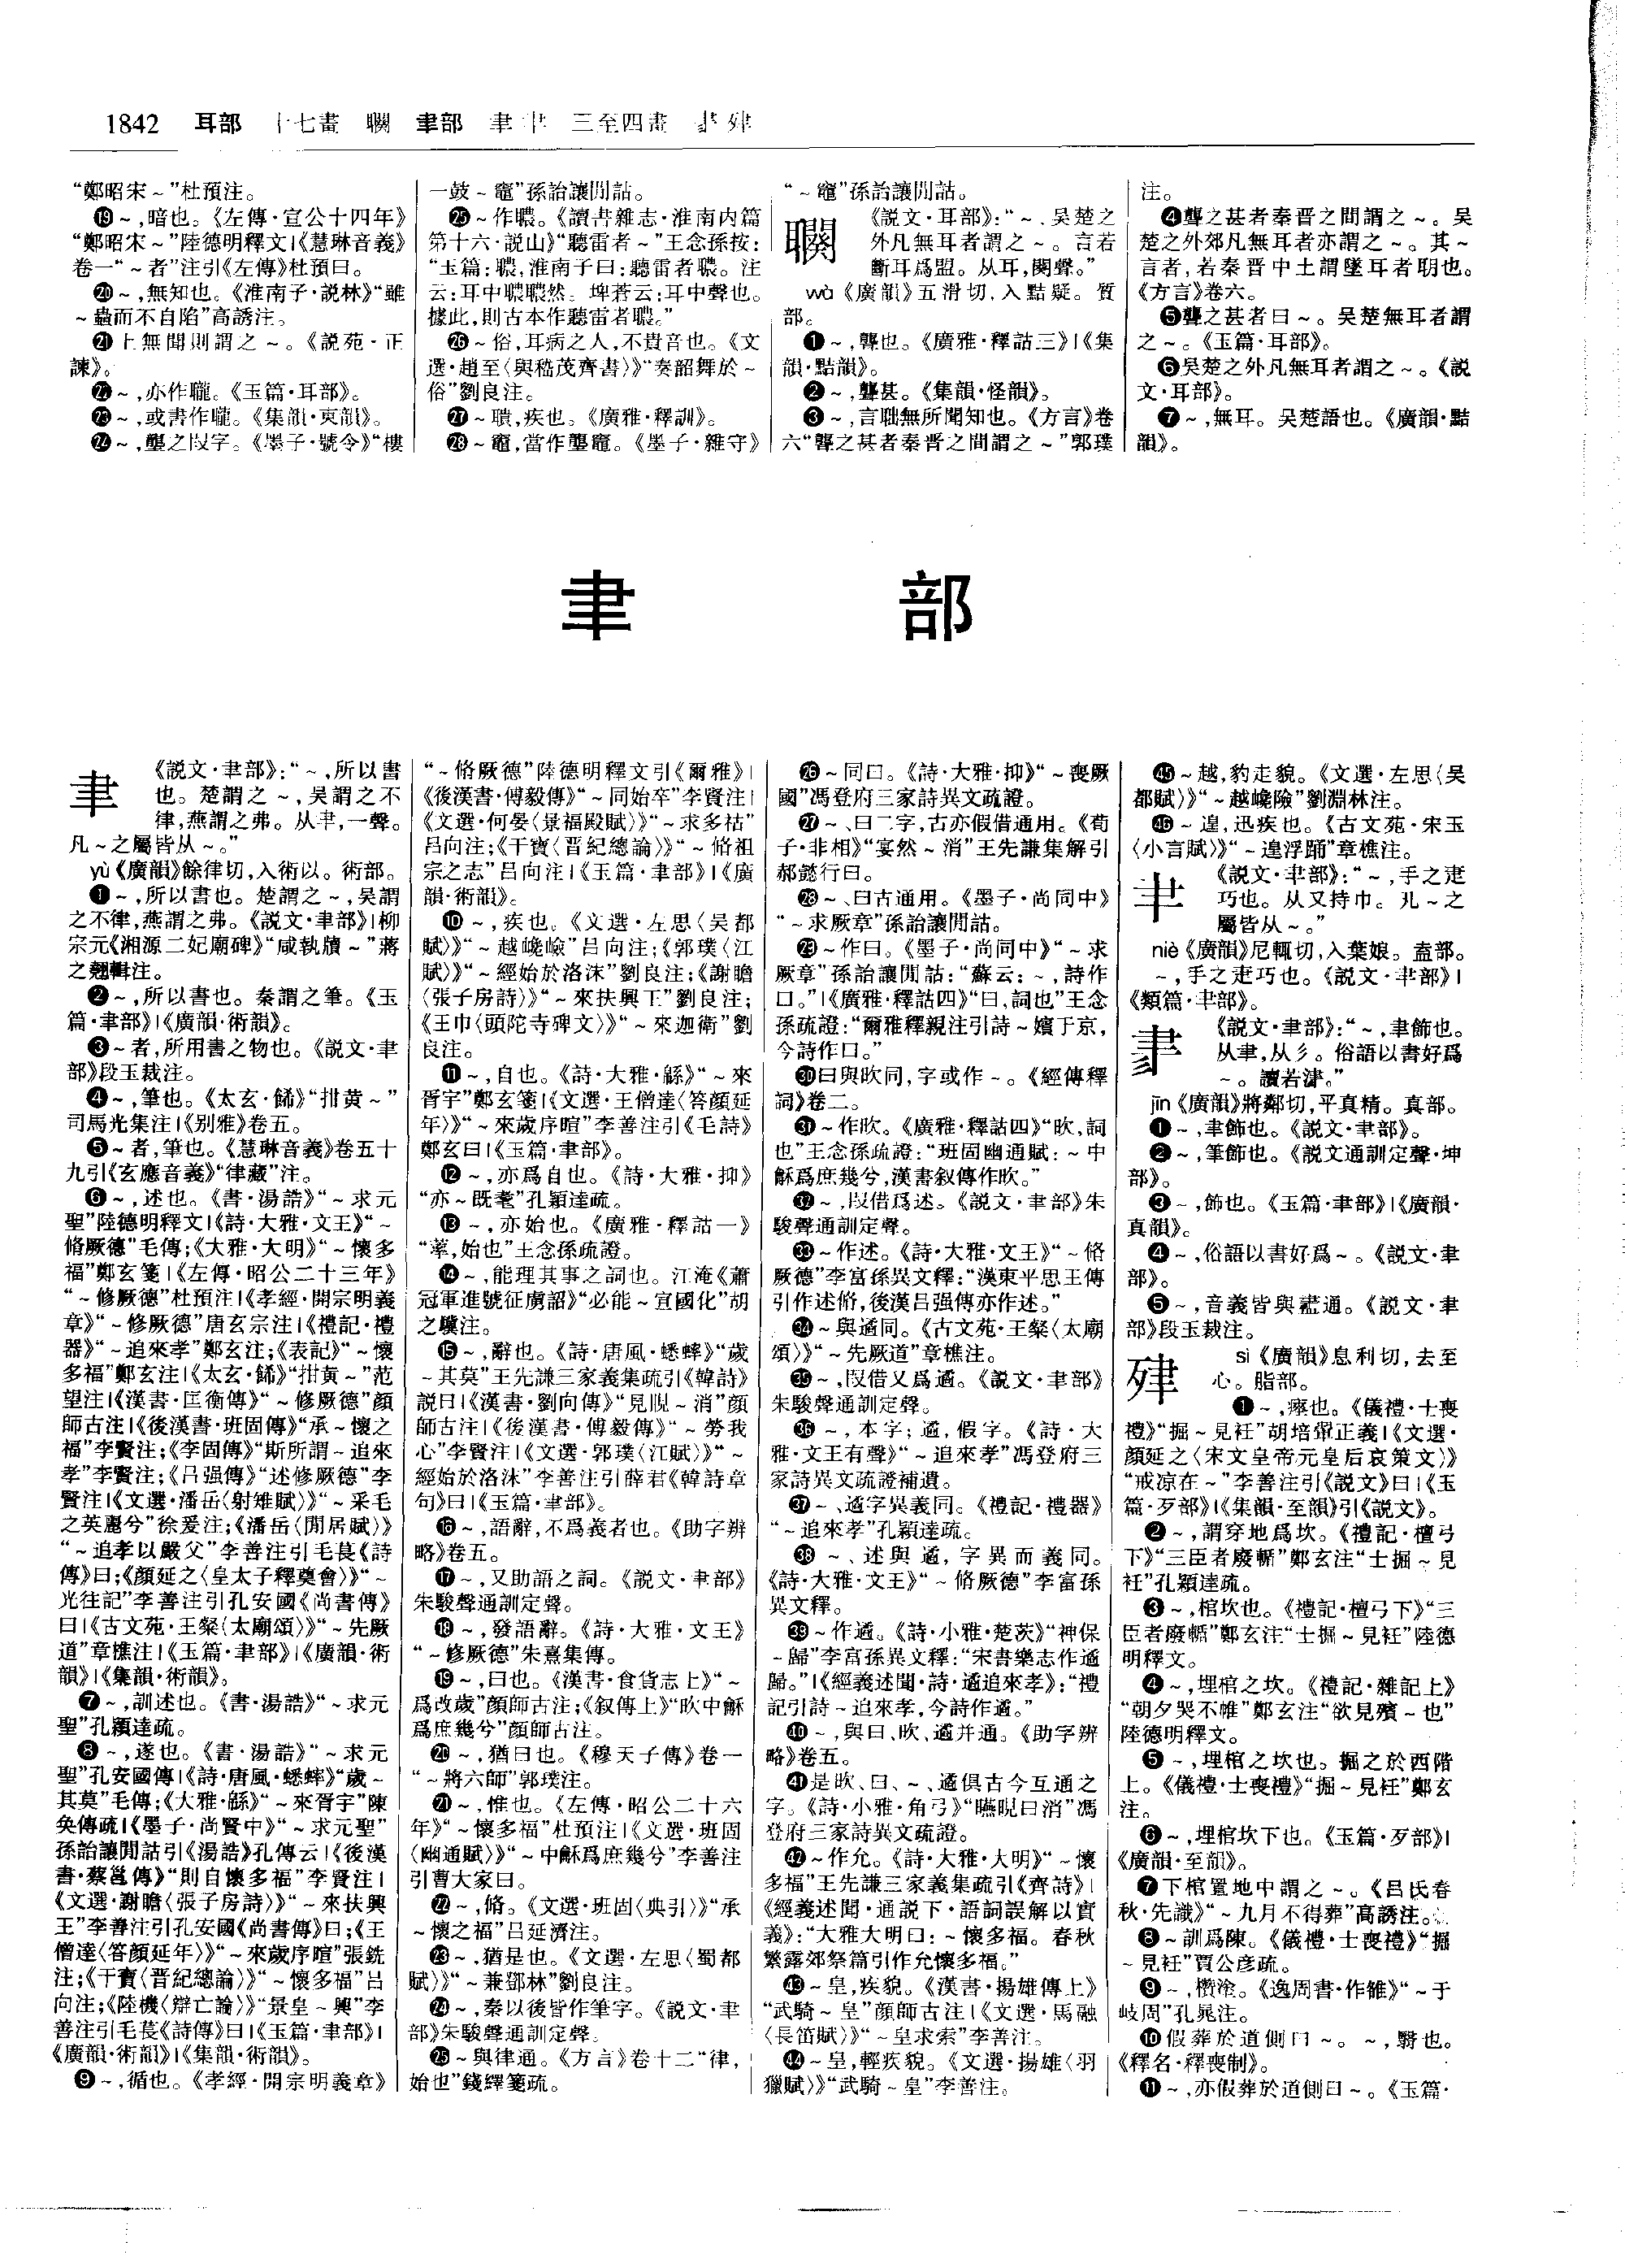 1842 耳部 十七畫 聉 聿部 聿 肀 三至四畫 𦘔 肂
“鄭昭宋～”杜預注。
⓳～,暗也。《左傳·宣公十四年》
“鄭昭宋～”陸德明釋文|《慧琳音義》
卷一“～者”注引《左傳》杜預曰。
⓴～,無知也。《淮南子·説林》“雖
～蟲而不自陷”高誘注。
㉑上無聞則謂之～。《説苑·正
諫》。
㉒～,亦作矓。《玉篇·耳部》。
㉓～,或書作矓。《集韻·東韻》。
㉔～,壟之叚字。《墨子·號令》“樓
一鼓～竈”孫詒讓閒詁。
㉕～作聸。《讀書雜志·淮南内篇
第十六·説山》“聽雷者～”王念孫按:
“玉篇:聸,淮南子曰:聽雷者聸。注
云:耳中聸聸然。埤蒼云:耳中聲也。
據此,則古本作聽雷者聸。”
㉖～俗,耳病之人,不貴音也。《文
選·趙至〈與嵇茂齊書〉》“奏韶舞於～
俗”劉良注。
㉗～聵,疾也。《廣雅·釋訓》。
㉘～竈,當作壟竈。《墨子·雜守》
“～竈”孫詒讓閒詁。
《説文·耳部》:“～、吴楚之
外凡無耳者謂之～。言若
斷耳爲盟。从耳,闋聲。”
wà《廣韻》五滑切,入黠疑。質
部。
❶～,聾也。《廣雅·釋詁三》|《集
韻·黠韻》。
❷～,聾甚。《集韻·怪韻》。
❸～,言聉無所聞知也。《方言》卷
六“聾之甚者秦晋之間謂之～”郭璞
注。
❹聾之甚者秦晋之間謂之～。吴
楚之外郊凡無耳者亦謂之～。其～
言者,若秦晋中土謂墮耳者明也。
《方言》卷六。
❺聾之甚者曰～。吴楚無耳者謂
之～。《玉篇·耳部》。
❻吴楚之外凡無耳者謂之～。《説
文·耳部》。
❼～,無耳。吴楚語也。《廣韻·黠
韻》。
聿部
聿
《説文·聿部》:“～,所以書
也。楚謂之～,吴謂之不
律,燕謂之弗。从肀,一聲。
凡～之屬皆从～。”
yù《廣韻》餘律切,入術以。術部。
❶～,所以書也。楚謂之～,吴謂
之不律,燕謂之弗。《説文·聿部》|柳
宗元《湘源二妃廟碑》“咸執牘～”蔣
之翹輯注。
❷～,所以書也。秦謂之筆。《玉
篇·聿部》|《廣韻·術韻》。
❸～者,所用書之物也。《説文·聿
部》段玉裁注。
❹～,筆也。《太玄·飾》“拑黄～”
司馬光集注|《别雅》卷五。
❺～者,筆也。《慧琳音義》卷五十
九引《玄應音義》“律藏”注。
❻～,述也。《書·湯誥》“～求元
聖”陸德明釋文|《詩·大雅·文王》“～
脩厥德”毛傳;《大雅·大明》“～懷多
福”鄭玄箋|《左傳·昭公二十三年》
“～修厥德”杜預注|《孝經·開宗明義
章》“～修厥德”唐玄宗注|《禮記·禮
器》“～追來孝”鄭玄注;《表記》“～懷
多福”鄭玄注|《太玄·飾》“拑黄～”范
望注|《漢書·匡衡傳》“～修厥德”顔
師古注|《後漢書·班固傳》“承～懷之
福”李賢注;《李固傳》“斯所謂～追來
孝”李賢注;《吕强傳》“述修厥德”李
賢注|《文選·潘岳〈射雉賦〉》“～采毛
之英麗兮”徐爰注;《潘岳〈閒居賦〉》
“～追孝以嚴父”李善注引毛萇《詩
傳》曰;《顔延之〈皇太子釋奠會〉》“～
光往記”李善注引孔安國《尚書傳》
曰|《古文苑·王粲〈太廟頌〉》“～先厥
道”章樵注|《玉篇·聿部》|《廣韻·術
韻》|《集韻·術韻》。
❼～,訓述也。《書·湯誥》“～求元
聖”孔穎達疏。
❽～,遂也。《書·湯誥》“～求元
聖”孔安國傳|《詩·唐風·蟋蟀》“歲～
其莫”毛傳;《大雅·緜》“～來胥宇”陳
奂傳疏|《墨子·尚賢中》“～求元聖”
孫詒讓閒詁引《湯誥》孔傳云|《後漢
書·蔡邕傳》“則自懷多福”李賢注|
《文選·謝瞻〈張子房詩〉》“～來扶興
王”李善注引孔安國《尚書傳》曰;《王
僧達〈答顔延年〉》“～來歲序暄”張銑
注;《干寶〈晋紀總論〉》“～懷多福”吕
向注;《陸機〈辯亡論〉》“景皇～興”李
善注引毛萇《詩傳》曰|《玉篇·聿部》|
《廣韻·術韻》|《集韻·術韻》。
❾～,循也。《孝經·開宗明義章》
“～脩厥德”陸德明釋文引《爾雅》|
《後漢書·傅毅傳》“～同始卒”李賢注|
《文選·何晏〈景福殿賦〉》“～求多祜”
吕向注;《干寶〈晋紀總論〉》“～脩祖
宗之志”吕向注|《玉篇·聿部》|《廣
韻·術韻》。
❿～,疾也。《文選·左思〈吴都
賦〉》“～越巉嶮”吕向注;《郭璞〈江
賦〉》“～經始於洛沬”劉良注;《謝瞻
〈張子房詩〉》“～來扶興王”劉良注;
《王巾〈頭陀寺碑文〉》“～來迦衛”劉
良注。
⓫～,自也。《詩·大雅·緜》“～來
胥宇”鄭玄箋|《文選·王僧達〈答顔延
年〉》“～來歲序暄”李善注引《毛詩》
鄭玄曰|《玉篇·聿部》。
⓬～,亦爲自也。《詩·大雅·抑》
“亦～既耄”孔穎達疏。
⓭～,亦始也。《廣雅·釋詁一》
“萃,始也”王念孫疏證。
⓮～,能理其事之詞也。江淹《蕭
冠軍進號征虜詔》“必能～宣國化”胡
之驥注。
⓯～,辭也。《詩·唐風·蟋蟀》“歲
～其莫”王先謙三家義集疏引《韓詩》
説曰|《漢書·劉向傳》“見晛～消”顔
師古注|《後漢書·傅毅傳》“～勞我
心”李賢注|《文選·郭璞〈江賦〉》“～
經始於洛沬”李善注引薛君《韓詩章
句》曰|《玉篇·聿部》。
⓰～,語辭,不爲義者也。《助字辨
略》卷五。
⓱～,又助語之詞。《説文·聿部》
朱駿聲通訓定聲。
⓲～,發語辭。《詩·大雅·文王》
“～修厥德”朱熹集傳。
⓳～,曰也。《漢書·食貨志上》“～
爲改歲”顔師古注;《叙傳上》“欥中龢
爲庶幾兮”顔師古注。
⓴～,猶曰也。《穆天子傳》卷一
“～將六師”郭璞注。
㉑～,惟也。《左傳·昭公二十六
年》“～懷多福”杜預注|《文選·班固
〈幽通賦〉》“～中龢爲庶幾兮”李善注
引曹大家曰。
㉒～,脩。《文選·班固〈典引〉》“承
～懷之福”吕延濟注。
㉓～,猶是也。《文選·左思〈蜀都
賦〉》“～兼鄧林”劉良注。
㉔～,秦以後皆作筆字。《説文·聿
部》朱駿聲通訓定聲。
㉕～與律通。《方言》卷十二“律,
始也”錢繹箋疏。
㉖～同曰。《詩·大雅·抑》“～喪厥
國”馮登府三家詩異文疏證。
㉗～、曰二字,古亦假借通用。《荀
子·非相》“宴然～消”王先謙集解引
郝懿行曰。
㉘～、曰古通用。《墨子·尚同中》
“～求厥章”孫詒讓閒詁。
㉙～作曰。《墨子·尚同中》“～求
厥章”孫詒讓閒詁:“蘇云:～,詩作
曰。”|《廣雅·釋詁四》“曰,詞也”王念
孫疏證:“爾雅釋親注引詩～嬪于京,
今詩作曰。”
㉚曰與欥同,字或作～。《經傳釋
詞》卷二。
㉛～作欥。《廣雅·釋詁四》“欥,詞
也”王念孫疏證:“班固幽通賦:～中
龢爲庶幾兮,漢書叙傳作欥。”
㉜～,叚借爲述。《説文·聿部》朱
駿聲通訓定聲。
㉝～作述。《詩·大雅·文王》“～脩
厥德”李富孫異文釋:“漢東平思王傳
引作述脩,後漢吕强傳亦作述。”
㉞～與遹同。《古文苑·王粲〈太廟
頌〉》“～先厥道”章樵注。
㉟～,叚借又爲遹。《説文·聿部》
朱駿聲通訓定聲。
㊱～,本字;遹,假字。《詩·大
雅·文王有聲》“～追來孝”馮登府三
家詩異文疏證補遺。
㊲～、遹字異義同。《禮記·禮器》
“～追來孝”孔穎達疏。
㊳～、述與遹,字異而義同。
《詩·大雅·文王》“～脩厥德”李富孫
異文釋。
㊴～作遹。《詩·小雅·楚茨》“神保
～歸”李富孫異文釋:“宋書樂志作遹
歸。”|《經義述聞·詩·遹追來孝》:“禮
記引詩～追來孝,今詩作遹。”
㊵～,與曰、欥、遹并通。《助字辨
略》卷五。
㊶是欥、曰、～、遹俱古今互通之
字。《詩·小雅·角弓》“曣晛曰消”馮
登府三家詩異文疏證。
㊷～作允。《詩·大雅·大明》“～懷
多福”王先謙三家義集疏引《齊詩》|
《經義述聞·通説下·語詞誤解以實
義》:“大雅大明曰:～懷多福。春秋
繁露郊祭篇引作允懷多福。”
㊸～皇,疾貌。《漢書·揚雄傳上》
“武騎～皇”顔師古注|《文選·馬融
〈長笛賦〉》“～皇求索”李善注。
㊹～皇,輕疾貌。《文選·揚雄〈羽
獵賦〉》“武騎～皇”李善注。
㊺～越,豹走貌。《文選·左思〈吴
都賦〉》“～越巉險”劉淵林注。
㊻～遑,迅疾也。《古文苑·宋玉
〈小言賦〉》“～遑浮踊”章樵注。
肀
《説文·肀部》:“～,手之疌
巧也。从又持巾。凡～之
屬皆从～。”
niè《廣韻》尼輒切,入葉娘。盍部。
～,手之疌巧也。《説文·肀部》|
《類篇·肀部》。
《説文·聿部》:“～,聿飾也。
从聿,从彡。俗語以書好爲
～。讀若津。”
jīn《廣韻》將鄰切,平真精。真部。
❶～,聿飾也。《説文·聿部》。
❷～,筆飾也。《説文通訓定聲·坤
部》。
❸～,飾也。《玉篇·聿部》|《廣韻·
真韻》。
❹～,俗語以書好爲～。《説文·聿
部》。
❺～,音義皆與䀼通。《説文·聿
部》段玉裁注。
肂
sì《廣韻》息利切,去至
心。脂部。
❶～,瘞也。《儀禮·士喪
禮》“掘～見衽”胡培翬正義|《文選·
顔延之〈宋文皇帝元皇后哀策文〉》
“戒凉在～”李善注引《説文》曰|《玉
篇·歹部》|《集韻·至韻》引《説文》。
❷～,謂穿地爲坎。《禮記·檀弓
下》“三臣者廢輴”鄭玄注“士掘～見
衽”孔穎達疏。
❸～,棺坎也。《禮記·檀弓下》“三
臣者廢輴”鄭玄注“士掘～見衽”陸德
明釋文。
❹～,埋棺之坎。《禮記·雜記上》
“朝夕哭不帷”鄭玄注“欲見殯～也”
陸德明釋文。
❺～,埋棺之坎也。掘之於西階
上。《儀禮·士喪禮》“掘～見衽”鄭玄
注。
❻～,埋棺坎下也。《玉篇·歹部》|
《廣韻·至韻》。
❼下棺置地中謂之～。《吕氏春
秋·先識》“～九月不得葬”高誘注。
❽～訓爲陳。《儀禮·士喪禮》“掘
～見衽”賈公彦疏。
❾～,欑塗。《逸周書·作雒》“～于
岐周”孔晁注。
❿假葬於道側曰～。～,翳也。
《釋名·釋喪制》。
⓫～,亦假葬於道側曰～。《玉篇·